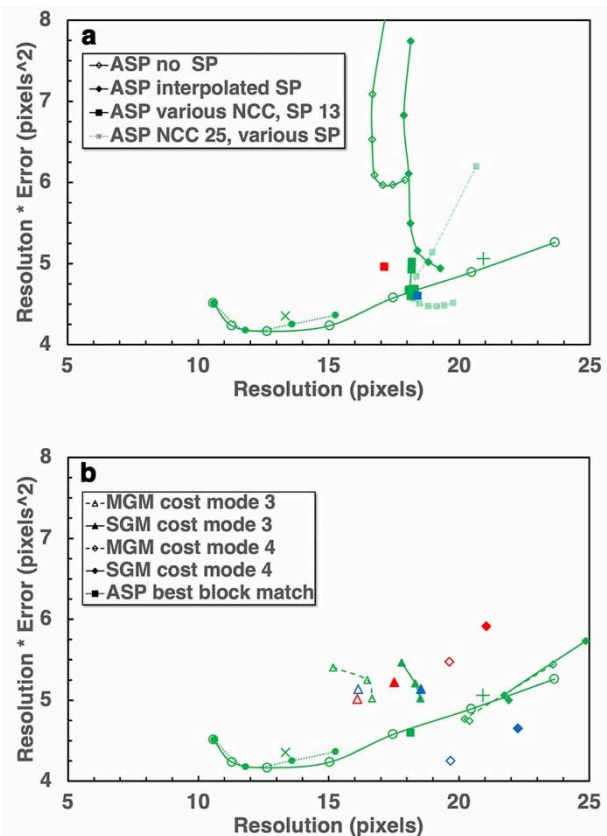 a
ASP no SP
ASP interpolated SP
ASP various NCC, SP 13
ASP NCC 25, various SP
8
7
6
5
4
Resoluton * Error (pixels^2)
5 10 15 20 25
Resolution (pixels)
b
MGM cost mode 3
SGM cost mode 3
MGM cost mode 4
SGM cost mode 4
ASP best block match
8
7
6
5
4
Resolution * Error (pixels^2)
5 10 15 20 25
Resolution (pixels)